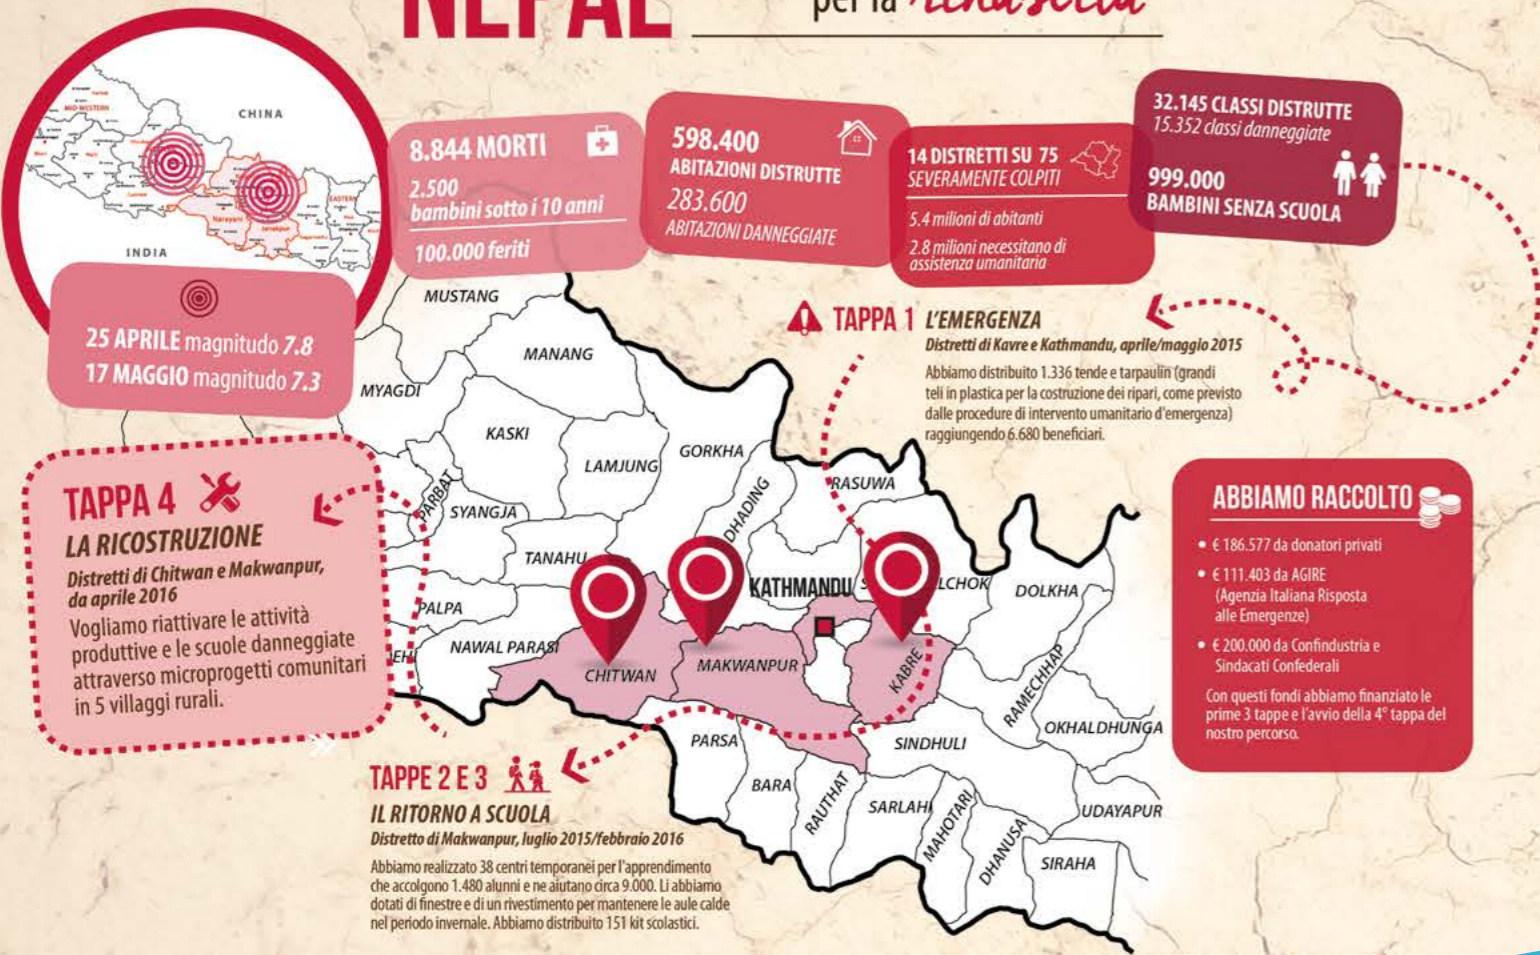 NEPAL
per la rinascita
CHINA
INDIA
MID-WESTERN
Narayani
Janakpur
EASTERN
25 APRILE magnitudo 7.8
17 MAGGIO magnitudo 7.3
8.844 MORTI
2.500
bambini sotto i 10 anni
100.000 feriti
598.400
ABITAZIONI DISTRUTTE
283.600
ABITAZIONI DANNEGGIATE
14 DISTRETTI SU 75
SEVERAMENTE COLPITI
5.4 milioni di abitanti
2.8 milioni necessitano di
assistenza umanitaria
32.145 CLASSI DISTRUTTE
15.352 classi danneggiate
999.000
BAMBINI SENZA SCUOLA
TAPPA 1 L'EMERGENZA
Distretti di Kavre e Kathmandu, aprile/maggio 2015
Abbiamo distribuito 1.336 tende e tarpaulin (grandi
teli in plastica per la costruzione dei ripari, come previsto
dalle procedure di intervento umanitario d'emergenza)
raggiungendo 6.680 beneficiari.
MUSTANG
MANANG
MYAGDI
KASKI
LAMJUNG
GORKHA
DHADING
RASUWA
PARBAT
SYANGJA
TANAHU
PALPA
NAWAL PARASI
CHITWAN
MAKWANPUR
KATHMANDU
LCHOK
DOLKHA
KABRE
RAMECHHAP
OKHALDHUNGA
SINDHULI
PARSA
BARA
RAUTHAT
SARLAHI
MAHOTARI
DHANUSA
SIRAHA
UDAYAPUR
TAPPA 4
LA RICOSTRUZIONE
Distretti di Chitwan e Makwanpur,
da aprile 2016
Vogliamo riattivare le attività
produttive e le scuole danneggiate
attraverso microprogetti comunitari
in 5 villaggi rurali.
TAPPE 2 E 3
IL RITORNO A SCUOLA
Distretto di Makwanpur, luglio 2015/febbraio 2016
Abbiamo realizzato 38 centri temporanei per l'apprendimento
che accolgono 1.480 alunni e ne aiutano circa 9.000. Li abbiamo
dotati di finestre e di un rivestimento per mantenere le aule calde
nel periodo invernale. Abbiamo distribuito 151 kit scolastici.
ABBIAMO RACCOLTO
• € 186.577 da donatori privati
• € 111.403 da AGIRE
(Agenzia Italiana Risposta
alle Emergenze)
• € 200.000 da Confindustria e
Sindacati Confederali
Con questi fondi abbiamo finanziato le
prime 3 tappe e l'avvio della 4° tappa del
nostro percorso.